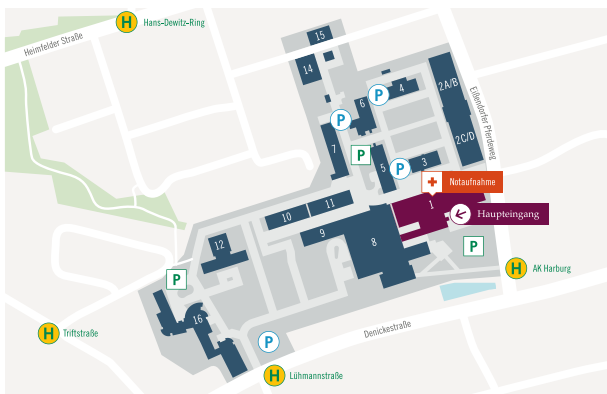 H Hans-Dewitz-Ring
Heimfelder Straße
15
14
2A/B
4
6
P
P
Eißendorfer Pferdeweg
7
P
5
P
3
2C/D
Notaufnahme
1
Haupteingang
11
10
9
8
12
P
P
H AK Harburg
16
H Triftstraße
P
Denickestraße
H Lühmannstraße